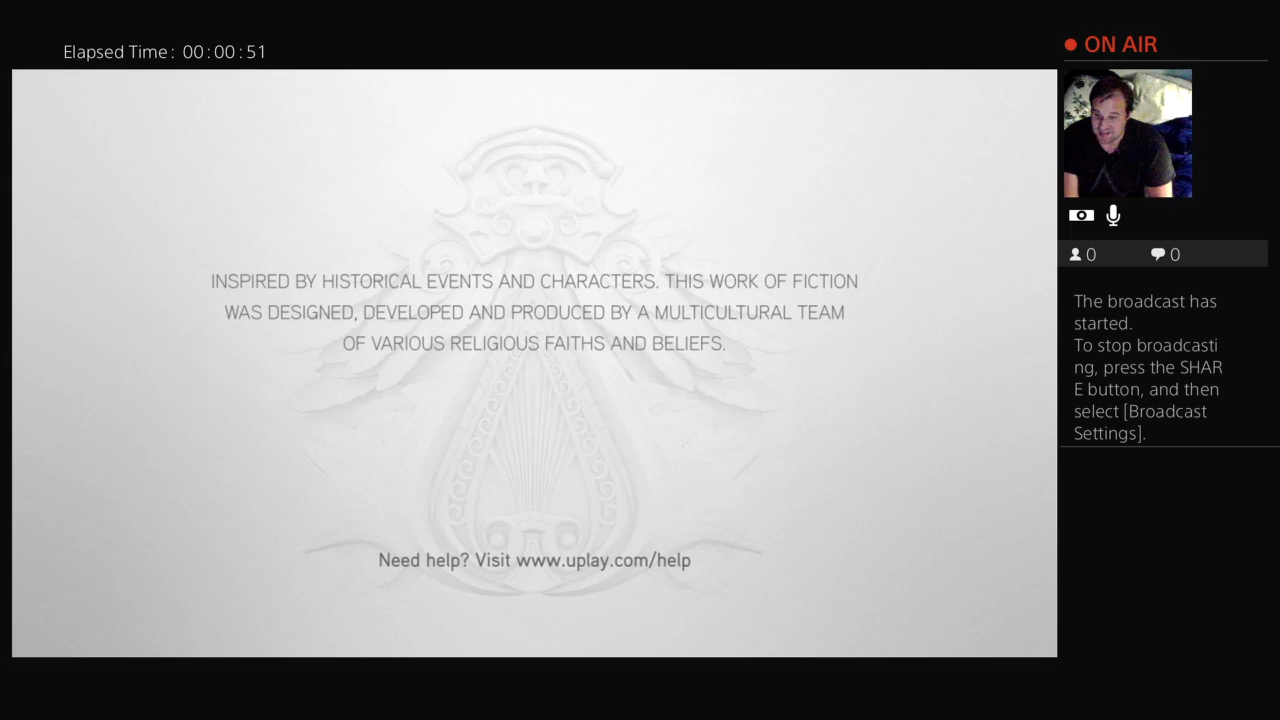 Elapsed Time: 00:00:51
ON AIR
INSPIRED BY HISTORICAL EVENTS AND CHARACTERS. THIS WORK OF FICTION
WAS DESIGNED, DEVELOPED AND PRODUCED BY A MULTICULTURAL TEAM
OF VARIOUS RELIGIOUS FAITHS AND BELIEFS.
Need help? Visit www.uplay.com/help
0 0
The broadcast has
started.
To stop broadcasti
ng, press the SHAR
E button, and then
select [Broadcast
Settings].